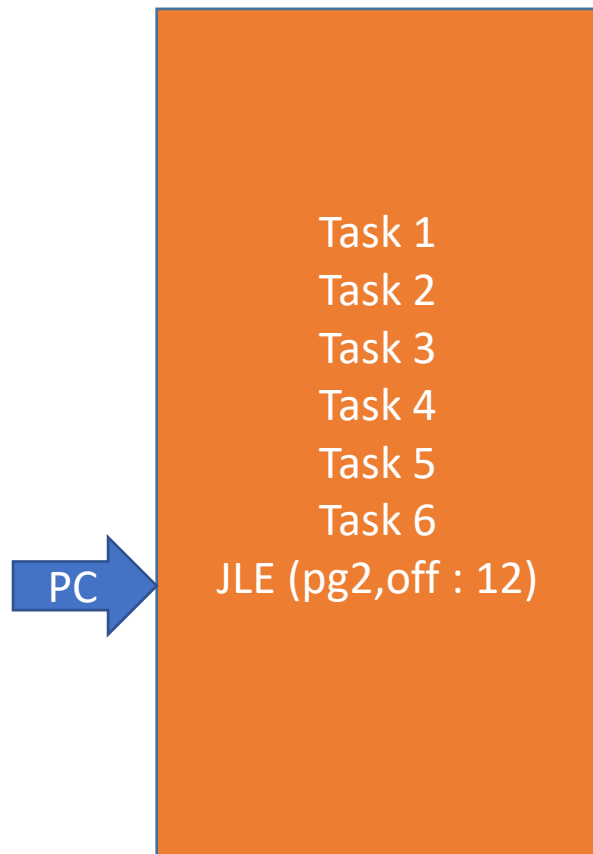 Task 1
Task 2
Task 3
Task 4
Task 5
Task 6
PC
JLE (pg2,off : 12)